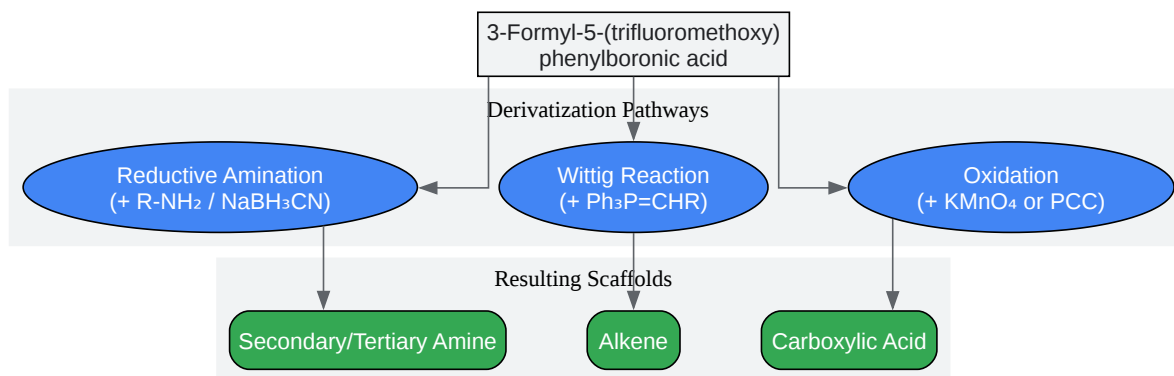 3-Formyl-5-(trifluoromethoxy)
phenylboronic acid
Derivatization Pathways
Reductive Amination
(+ R-NH₂ / NaBH₃CN)
Wittig Reaction
(+ Ph₃P=CHR)
Oxidation
(+ KMnO₄ or PCC)
Resulting Scaffolds
Secondary/Tertiary Amine
Alkene
Carboxylic Acid